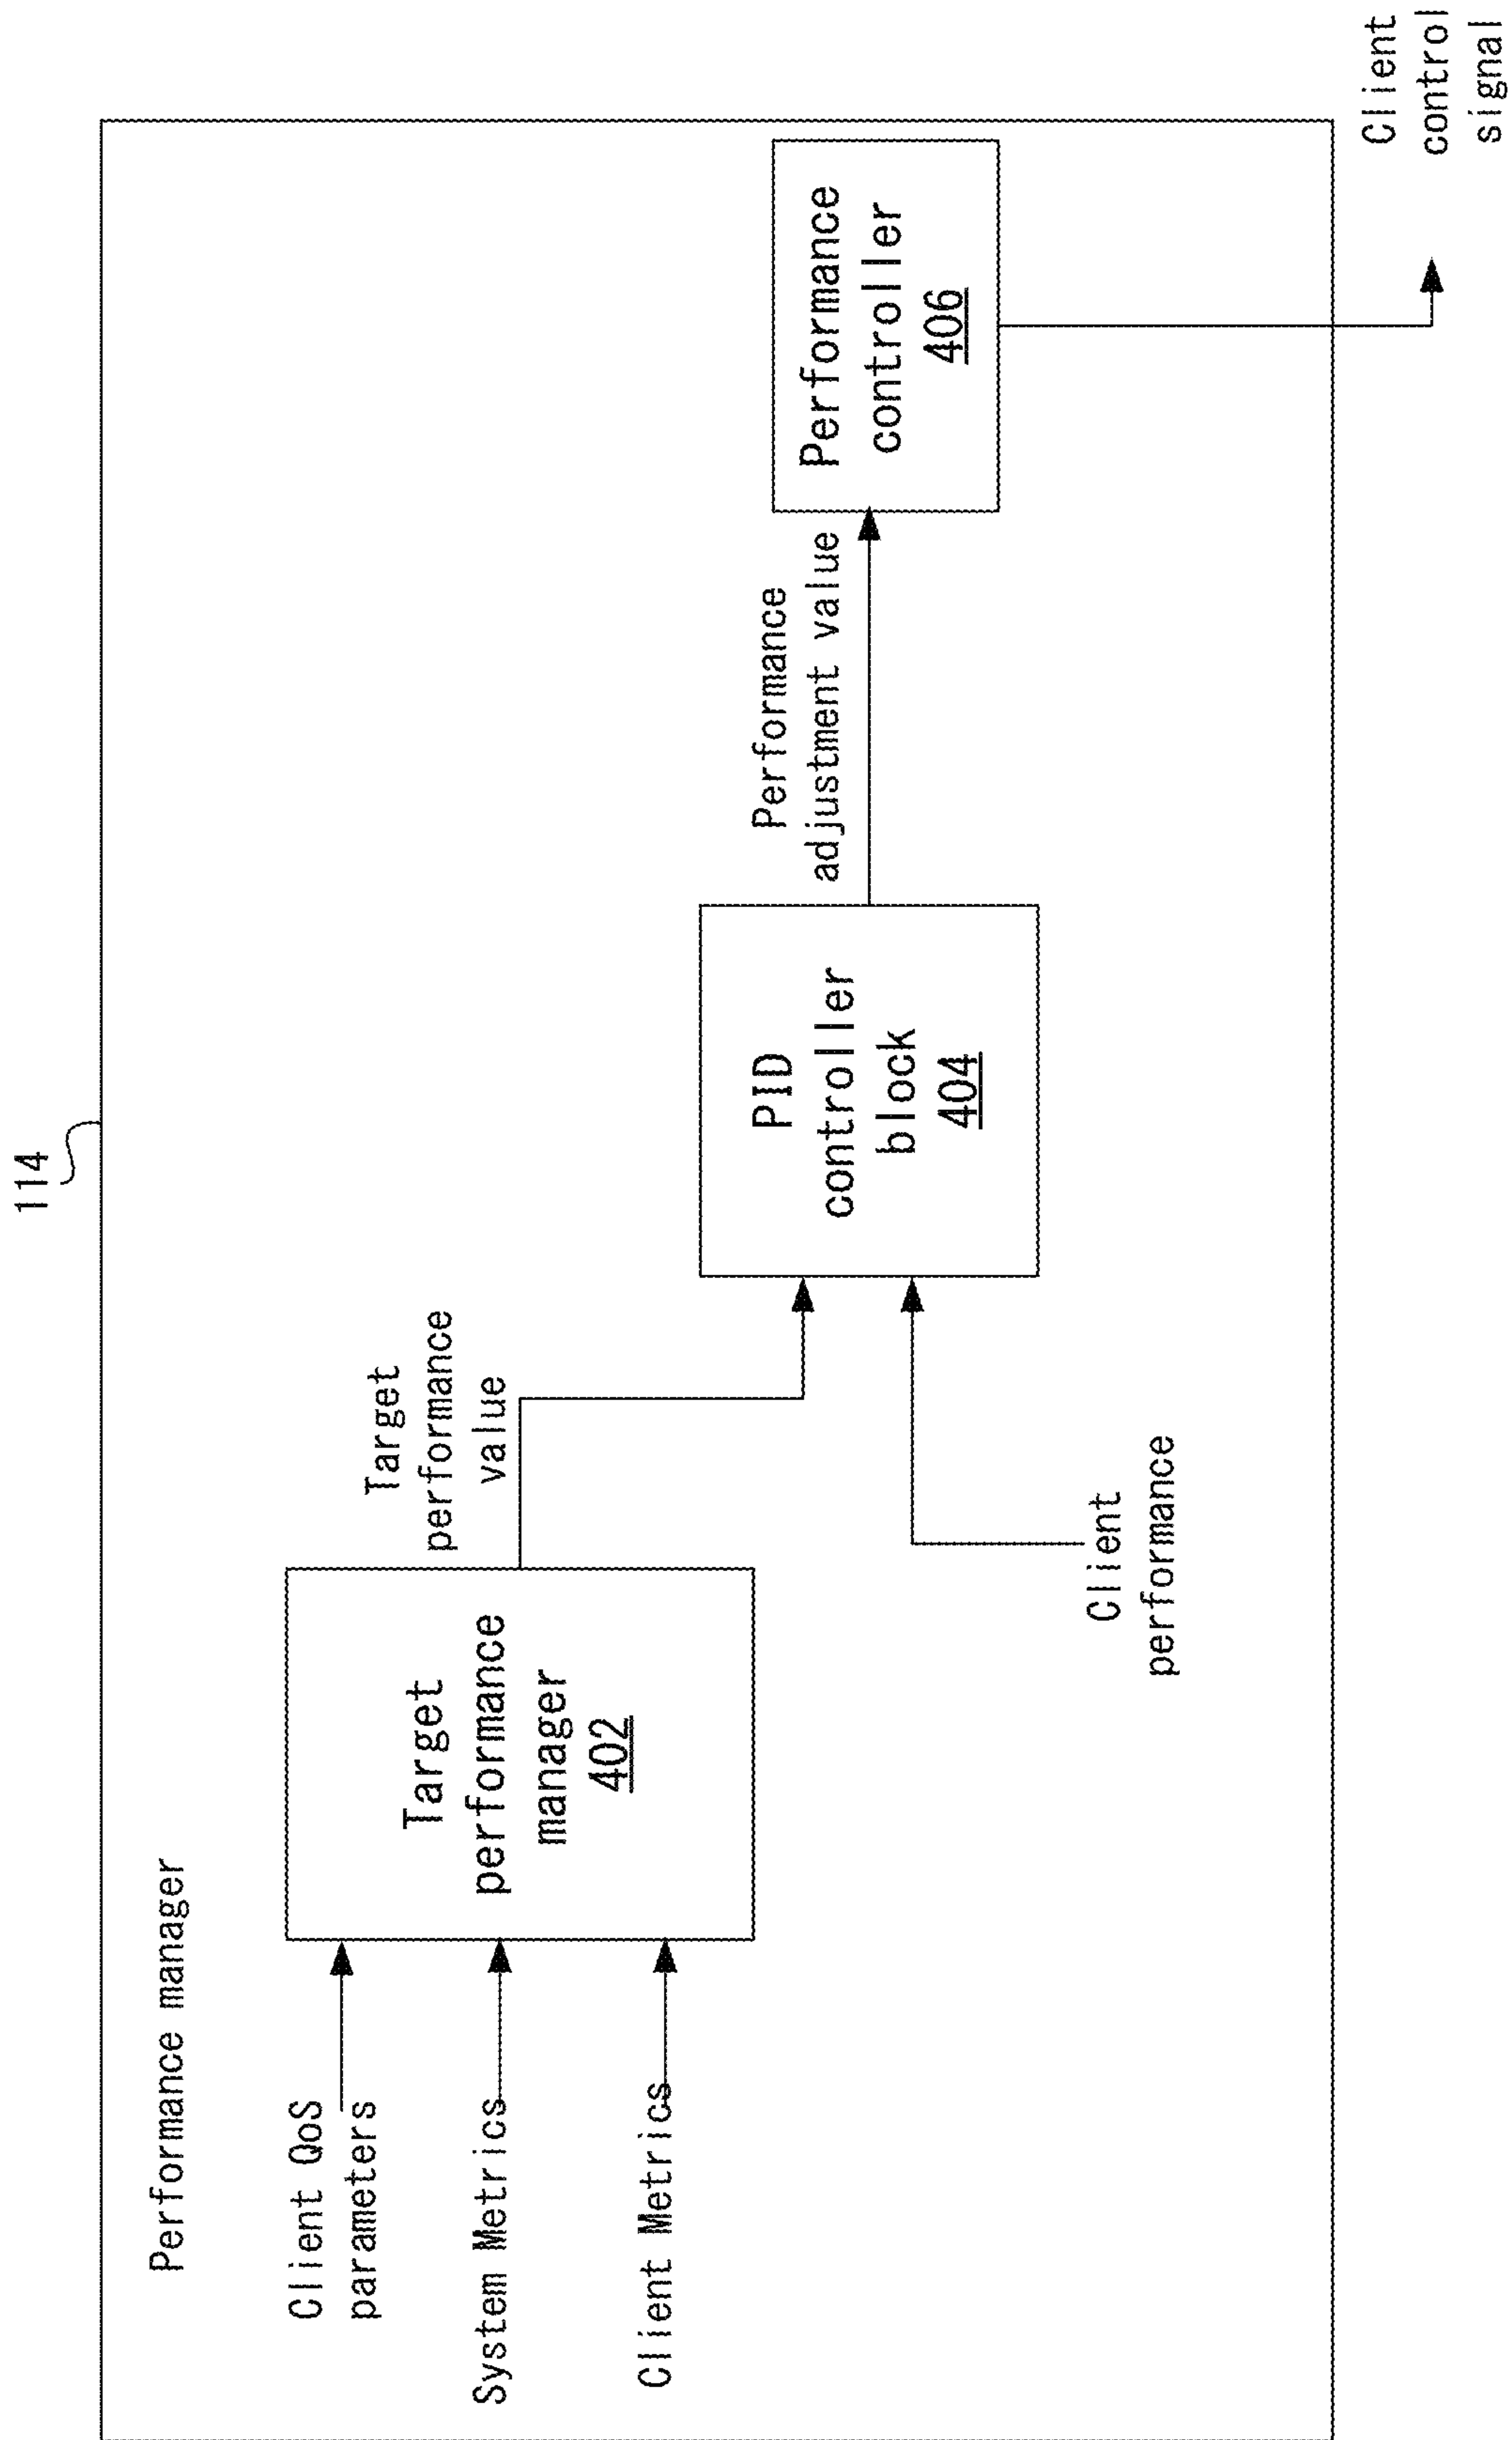 114
Performance manager
Client QoS
parameters
System Metrics
Client Metrics
Target
performance
manager
402
Target
performance
value
Client
performance
PID
controller
block
404
Performance
adjustment value
Performance
controller
406
Client
control
signal